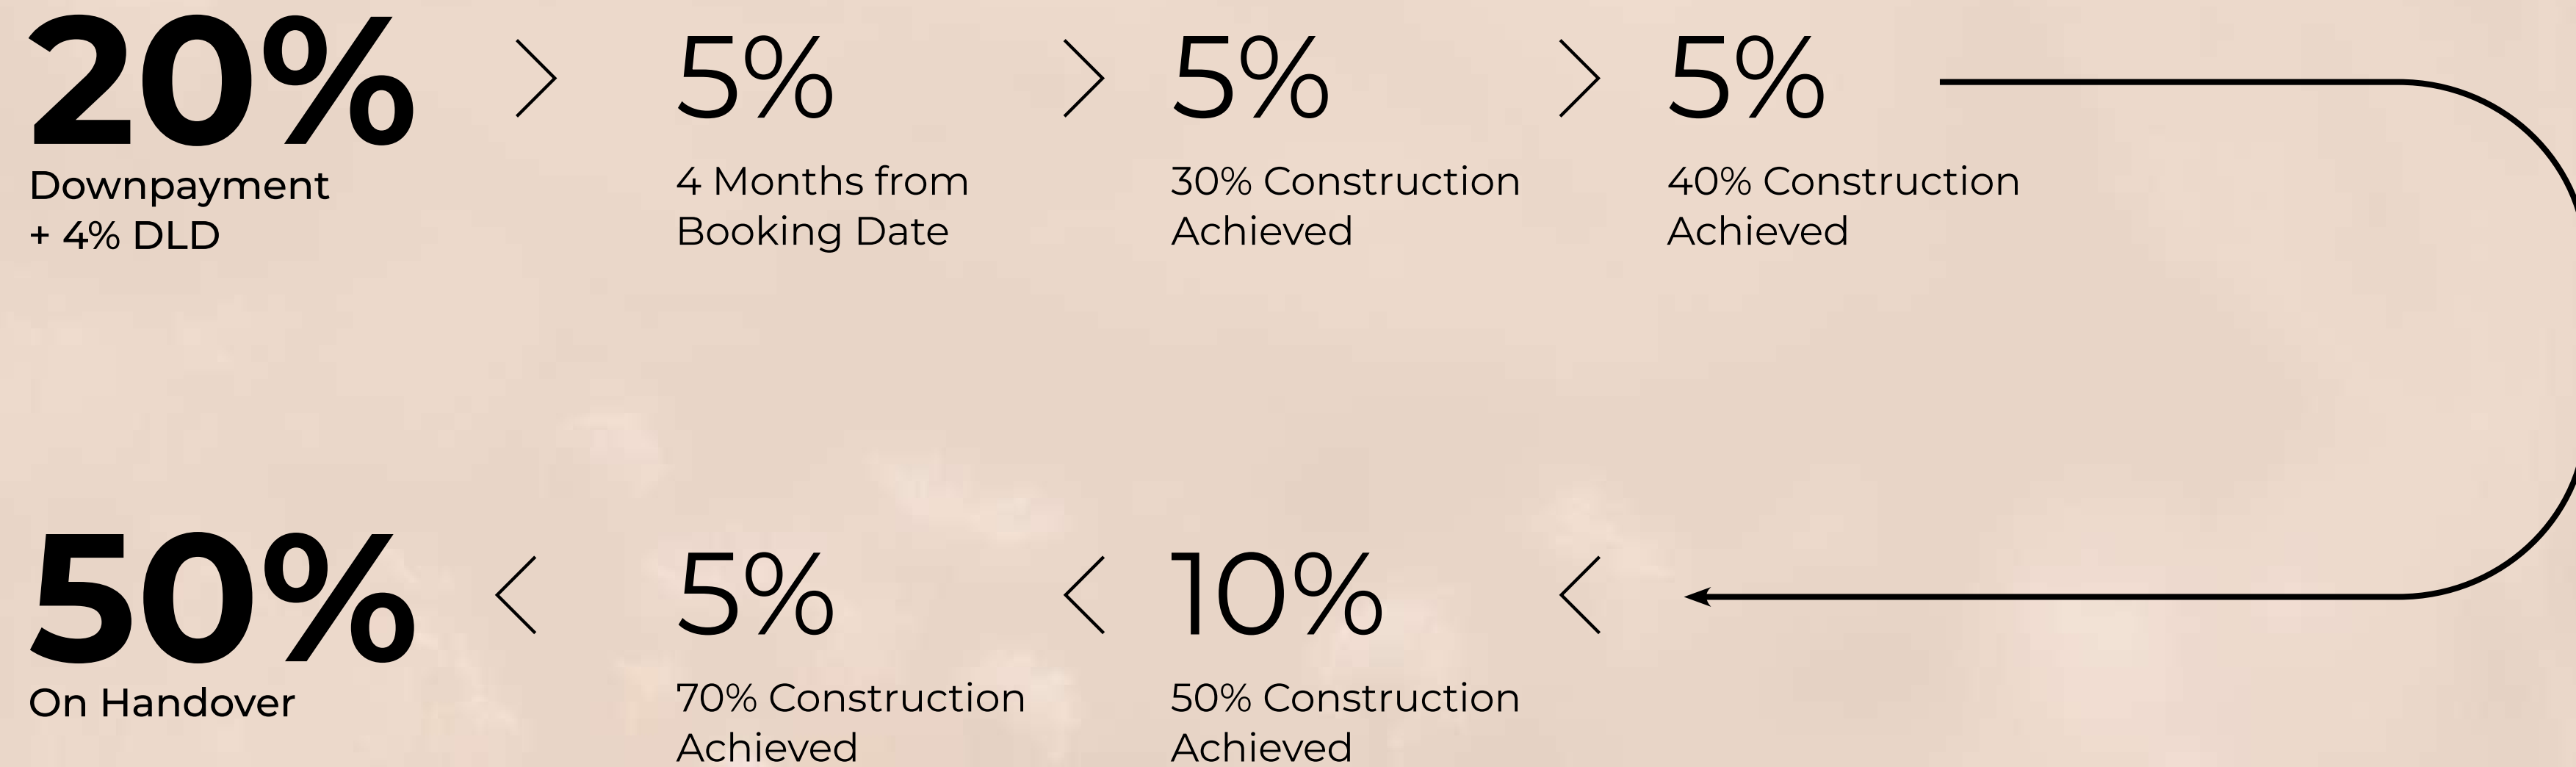 20%
Downpayment
+ 4% DLD
5%
4 Months from
Booking Date
5%
30% Construction
Achieved
5%
40% Construction
Achieved
10%
50% Construction
Achieved
5%
70% Construction
Achieved
50%
On Handover